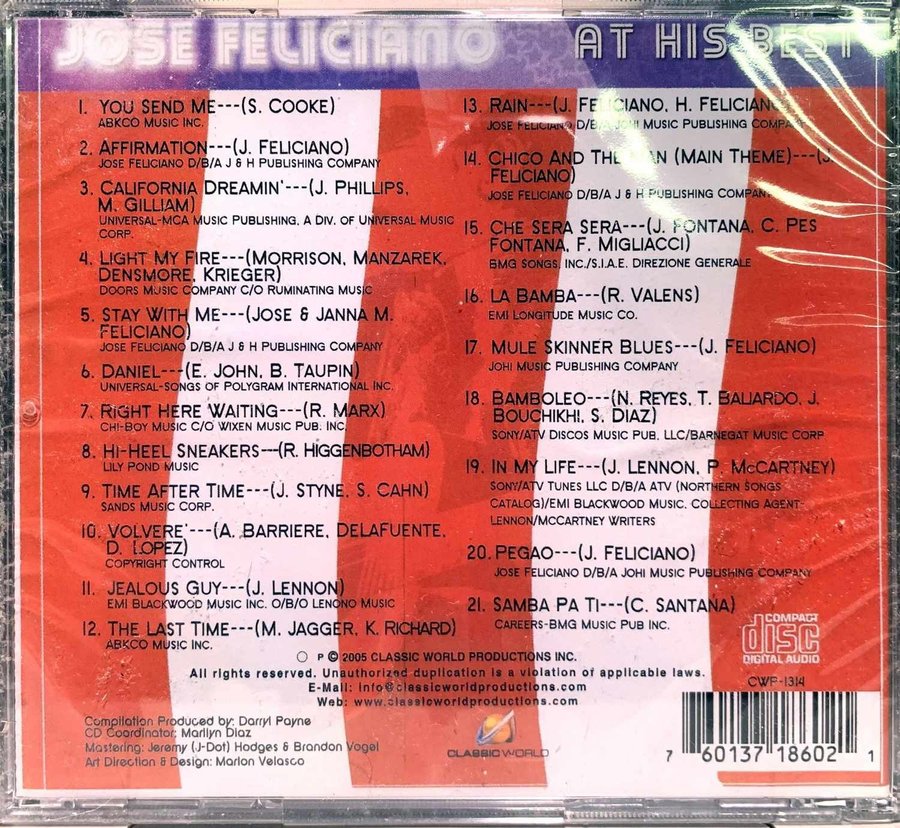 JOSE FELICIANO AT HIS BEST
1. YOU SEND ME---(S. COOKE)
ABKCO MUSIC INC.
2. AFFIRMATION---(J. FELICIANO)
JOSE FELICIANO D/B/A J & H PUBLISHING COMPANY
3. CALIFORNIA DREAMIN'---(J. PHILLIPS,
M. GILLIAM)
UNIVERSAL-MCA MUSIC PUBLISHING, A DIV. OF UNIVERSAL MUSIC
CORP.
4. LIGHT MY FIRE---(MORRISON, MANZAREK,
DENSMORE, KRIEGER)
DOORS MUSIC COMPANY C/O RUMINATING MUSIC
5. STAY WITH ME---(JOSE & JANNA M.
FELICIANO)
JOSE FELICIANO D/B/A J & H PUBLISHING COMPANY
6. DANIEL---(E. JOHN, B. TAUPIN)
UNIVERSAL-SONGS OF POLYGRAM INTERNATIONAL INC.
7. RIGHT HERE WAITING---(R. MARX)
CHI-BOY MUSIC C/O WIXEN MUSIC PUB. INC.
8. HI-HEEL SNEAKERS---(R. HIGGENBOTHAM)
LILY POND MUSIC
9. TIME AFTER TIME---(J. STYNE, S. CAHN)
SANDS MUSIC CORP.
10. VOLVERE'---(A. BARRIERE, DELAFUENTE,
D. LOPEZ)
COPYRIGHT CONTROL
11. JEALOUS GUY---(J. LENNON)
EMI BLACKWOOD MUSIC INC. O/B/O LENONO MUSIC
12. THE LAST TIME---(M. JAGGER, K. RICHARD)
ABKCO MUSIC INC.
13. RAIN---(J. FELICIANO, H. FELICIANO)
JOSE FELICIANO D/B/A JOHI MUSIC PUBLISHING COMPANY
14. CHICO AND THE MAN (MAIN THEME)---(J.
FELICIANO)
JOSE FELICIANO D/B/A J & H PUBLISHING COMPANY
15. CHE SERA SERA---(J. FONTANA, C. PES
FONTANA, F. MIGLIACCI)
BMG SONGS, INC./S.I.A.E. DIREZIONE GENERALE
16. LA BAMBA---(R. VALENS)
EMI LONGITUDE MUSIC CO.
17. MULE SKINNER BLUES---(J. FELICIANO)
JOHI MUSIC PUBLISHING COMPANY
18. BAMBOLEO---(N. REYES, T. BALIARDO, J.
BOUCHIKHI, S. DIAZ)
SONY/ATV DISCOS MUSIC PUB, LLC/BARNEGAT MUSIC CORP
19. IN MY LIFE---(J. LENNON, P. MCCARTNEY)
SONY/ATV TUNES LLC D/B/A ATV (NORTHERN SONGS
CATALOG)/EMI BLACKWOOD MUSIC. COLLECTING AGENT-
LENNON/MCCARTNEY WRITERS
20. PEGAO---(J. FELICIANO)
JOSE FELICIANO D/B/A JOHI MUSIC PUBLISHING COMPANY
21. SAMBA PA TI---(C. SANTANA)
CAREERS-BMG MUSIC PUB INC.
COMPACT
disc
DIGITAL AUDIO
CWP-1314
P © 2005 CLASSIC WORLD PRODUCTIONS INC.
All rights reserved. Unauthorized duplication is a violation of applicable laws.
E-Mail: info@classicworldproductions.com
Web: www.classicworldproductions.com
Compilation Produced by: Darryl Payne
CD Coordinator: Marilyn Diaz
Mastering: Jeremy (J-Dot) Hodges & Brandon Vogel
Art Direction & Design: Marlon Velasco
CLASSICWORLD
7 60137 18602 1